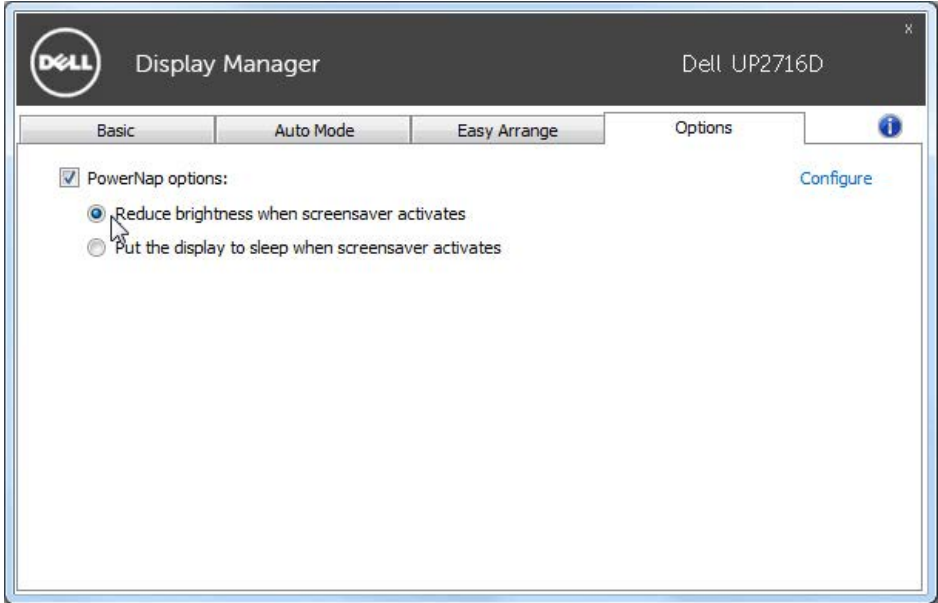 x
DELL
Display Manager
Dell UP2716D
Basic
Auto Mode
Easy Arrange
Options
i
PowerNap options:
Configure
Reduce brightness when screensaver activates
Put the display to sleep when screensaver activates